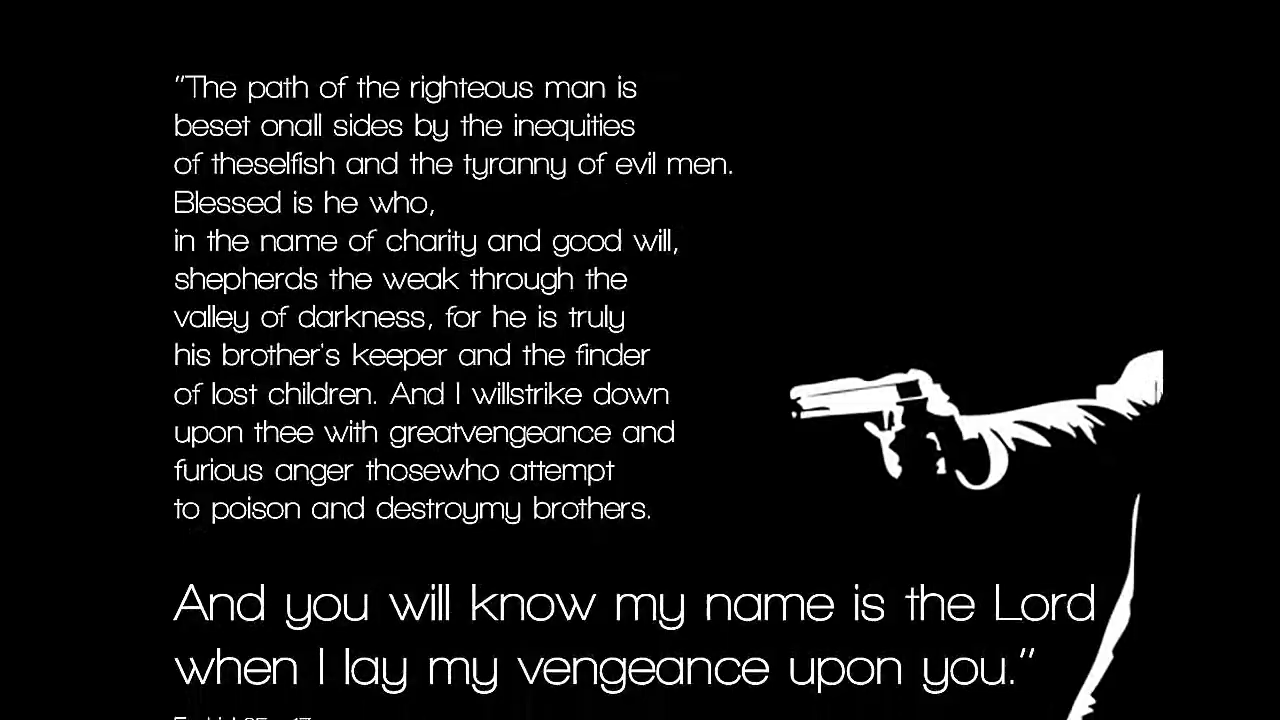 "The path of the righteous man is
beset onall sides by the inequities
of theselfish and the tyranny of evil men.
Blessed is he who,
in the name of charity and good will,
shepherds the weak through the
valley of darkness, for he is truly
his brother's keeper and the finder
of lost children. And I willstrike down
upon thee with greatvengeance and
furious anger thosewho attempt
to poison and destroymy brothers.
And you will know my name is the Lord
when I lay my vengeance upon you."